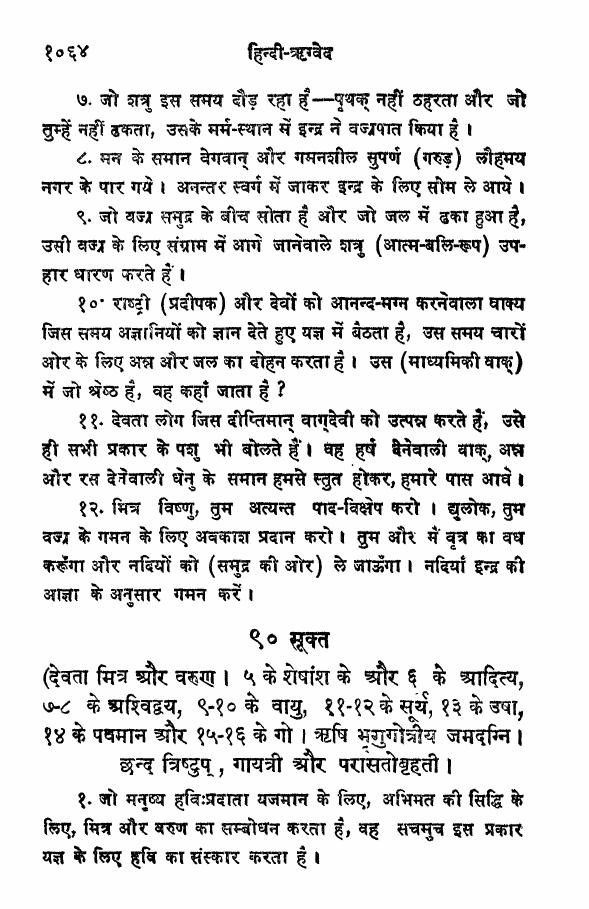 १०६४ हिन्दी-ऋग्वेद
७. जो शत्रु इस समय दौड़ रहा है—पृथक् नहीं ठहरता और जो
तुम्हें नहीं ढकता, उसके मर्म-स्थान में इन्द्र ने वज्रपात किया है।
८. मन के समान वेगवान् और गमनशील सुपर्ण (गरुड़) लौहमय
नगर के पार गये। अनन्तर स्वर्ग में जाकर इन्द्र के लिए सोम ले आये।
९. जो वज्र समुद्र के बीच सोता है और जो जल में ढका हुआ है,
उसी वज्र के लिए संग्राम में आगे जानेवाले शत्रु (आत्म-बलि-रूप) उप-
हार धारण करते हैं।
१०. राष्ट्री (प्रदीपक) और देवों को आनन्द-मग्न करनेवाला वाक्य
जिस समय अज्ञानियों को ज्ञान देते हुए यज्ञ में बैठता है, उस समय चारों
ओर के लिए अन्न और जल का दोहन करता है। उस (माध्यमिकी वाक्)
में जो श्रेष्ठ है, वह कहाँ जाता है?
११. देवता लोग जिस दीप्तिमान् वाग्देवी को उत्पन्न करते हैं, उसे
ही सभी प्रकार के पशु भी बोलते हैं। वह हर्ष देनेवाली वाक्, अन्न
और रस देनेवाली धेनु के समान हमसे स्तुत होकर, हमारे पास आवे।
१२. मित्र विष्णु, तुम अत्यन्त पाद-विक्षेप करो। द्युलोक, तुम
वज्र के गमन के लिए अवकाश प्रदान करो। तुम और मैं वृत्र का वध
करूँगा और नदियों को (समुद्र की ओर) ले जाऊँगा। नदियाँ इन्द्र की
आज्ञा के अनुसार गमन करें।
९० सूक्त
(देवता मित्र और वरुण। ५ के शेषांश के और ६ के आदित्य,
७-८ के अश्विद्वय, ९-१० के वायु, ११-१२ के सूर्य, १३ के उषा,
१४ के पवमान और १५-१६ के गो। ऋषि भृगुगोत्रीय जमदग्नि।
छन्द त्रिष्टुप्, गायत्री और परासतोबृहती।
१. जो मनुष्य हविःप्रदाता यजमान के लिए, अभिमत की सिद्धि के
लिए, मित्र और वरुण का सम्बोधन करता है, वह सचमुच इस प्रकार
यज्ञ के लिए हवि का संस्कार करता है।